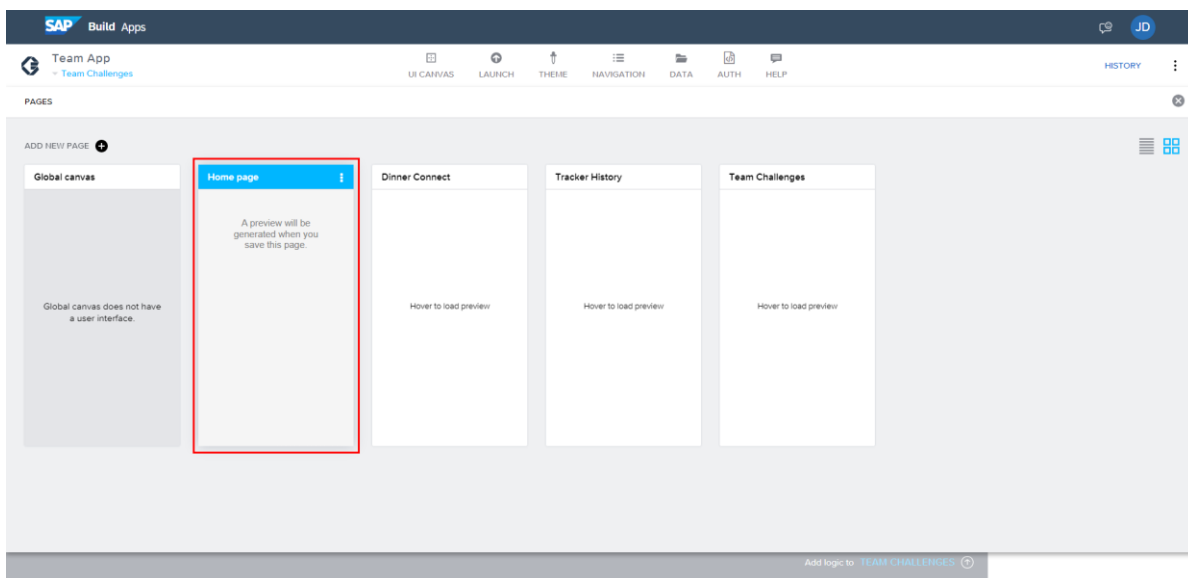 SAP Build Apps
JD
Team App
Team Challenges
UI CANVAS
LAUNCH
THEME
NAVIGATION
DATA
AUTH
HELP
HISTORY
PAGES
ADD NEW PAGE
Global canvas
Home page
Dinner Connect
Tracker History
Team Challenges
A preview will be
generated when you
save this page.
Global canvas does not have
a user interface.
Hover to load preview
Hover to load preview
Hover to load preview
Add logic to TEAM CHALLENGES